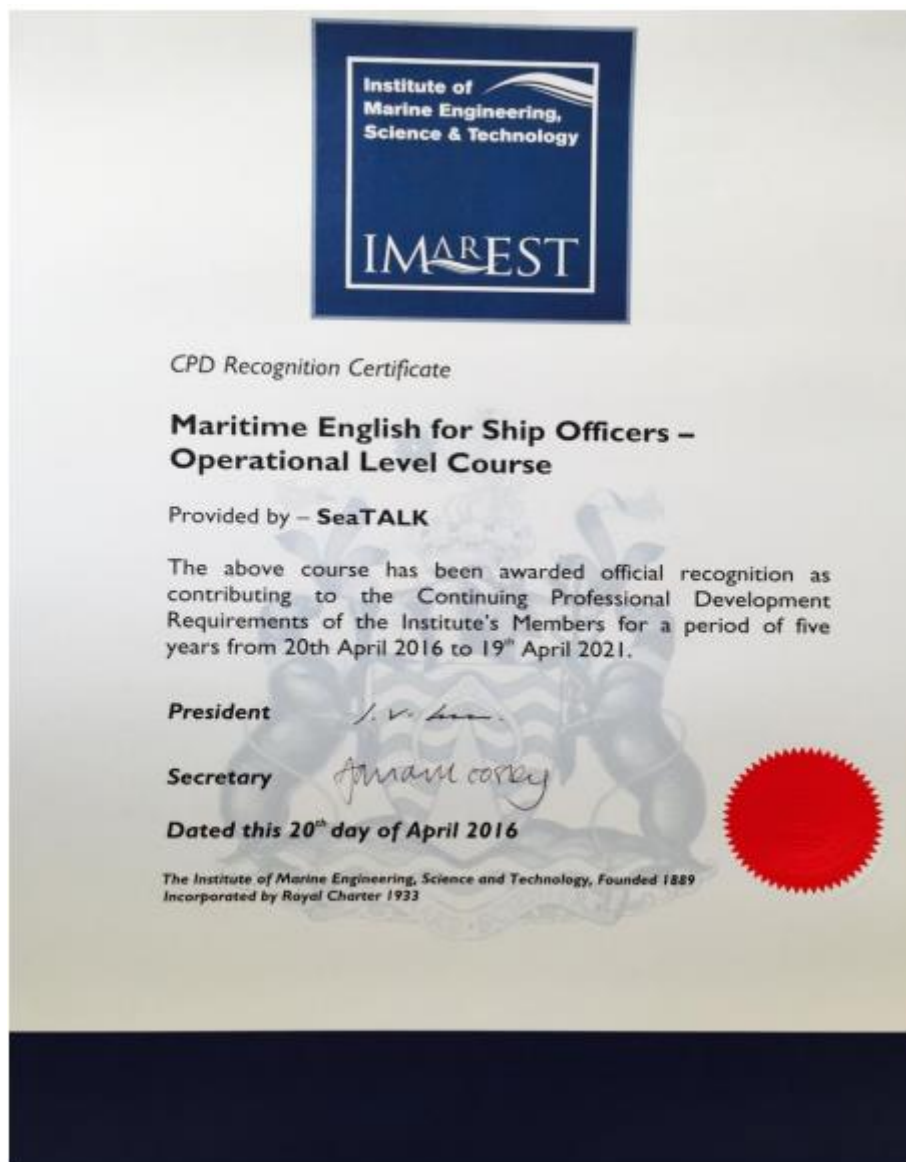 Institute of
Marine Engineering,
Science & Technology
IMarEST
CPD Recognition Certificate
Maritime English for Ship Officers –
Operational Level Course
Provided by – SeaTALK
The above course has been awarded official recognition as
contributing to the Continuing Professional Development
Requirements of the Institute's Members for a period of five
years from 20th April 2016 to 19th April 2021.
President
Secretary
Dated this 20th day of April 2016
The Institute of Marine Engineering, Science and Technology, Founded 1889
Incorporated by Royal Charter 1933